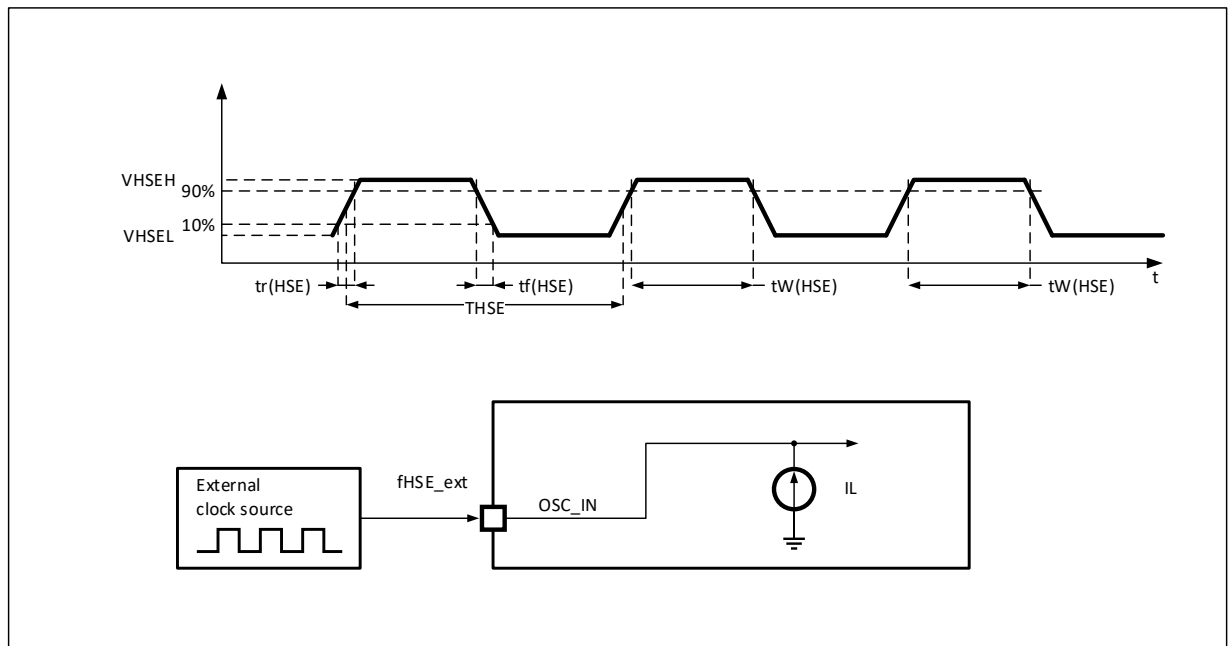 VHSEH
90%
10%
VHSEL
tr(HSE)
tf(HSE)
tW(HSE)
tW(HSE)
t
THSE
External
clock source
fHSE_ext
OSC_IN
IL